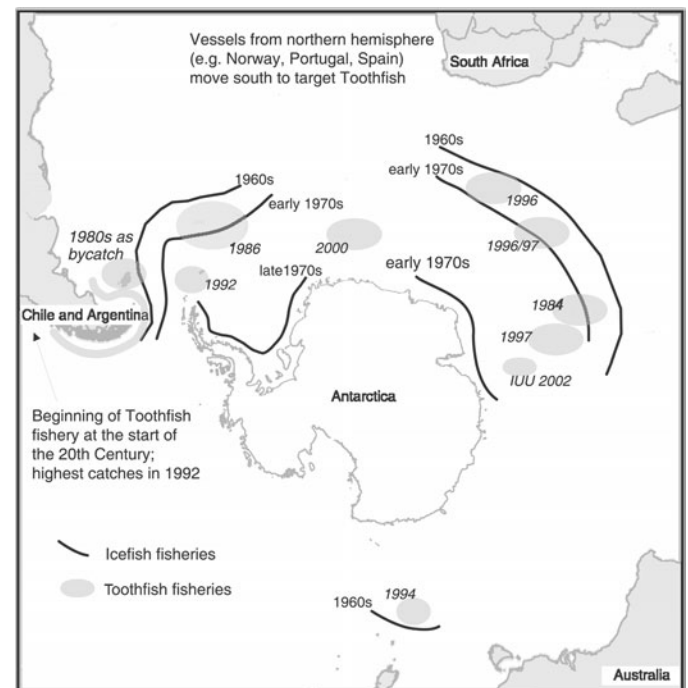 Vessels from northern hemisphere
(e.g. Norway, Portugal, Spain)
move south to target Toothfish
South Africa
1960s
early 1970s
1996
1960s
early 1970s
1980s as
bycatch
1986
2000
1996/97
late1970s
early 1970s
1992
1984
Chile and Argentina
1997
IUU 2002
Antarctica
Beginning of Toothfish
fishery at the start of
the 20th Century;
highest catches in 1992
Icefish fisheries
Toothfish fisheries
1994
1960s
Australia